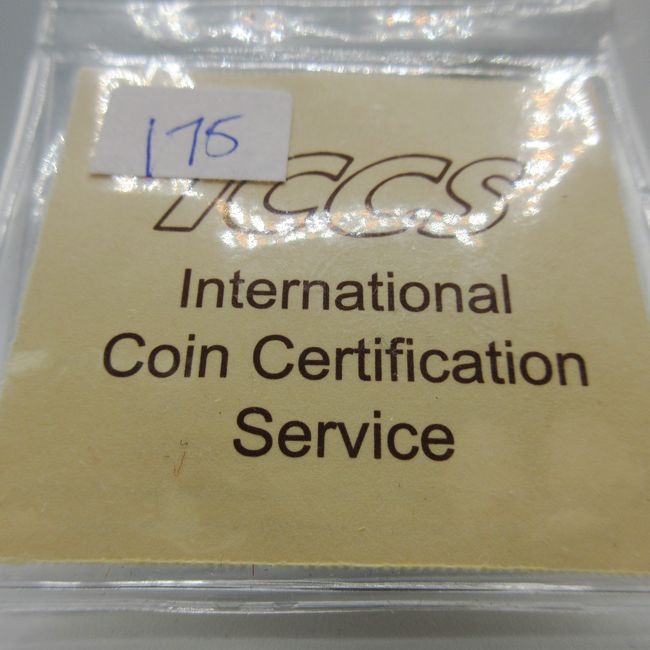 175
ICCS
International
Coin Certification
Service